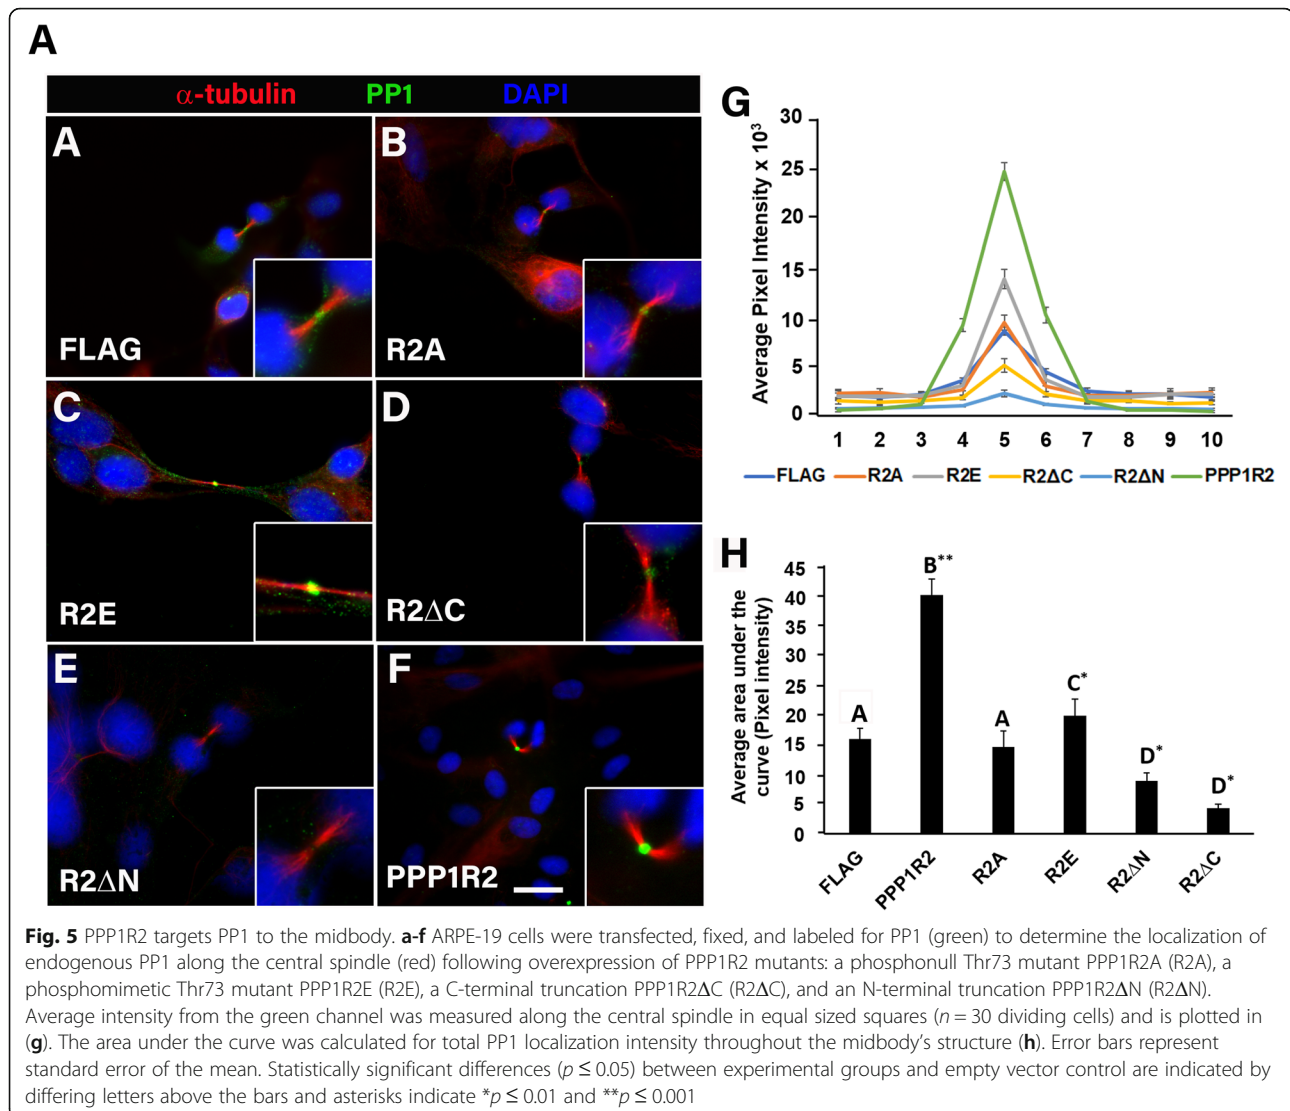 A
α-tubulin PP1 DAPI
A
FLAG
B
R2A
C
R2E
D
R2ΔC
E
R2ΔN
F
PPP1R2
G
Average Pixel Intensity x 10³
30
25
20
15
10
5
0
1 2 3 4 5 6 7 8 9 10
FLAG R2A R2E R2ΔC R2ΔN PPP1R2
H
Average area under the
curve (Pixel intensity)
45
40
35
30
25
20
15
10
5
0
A B** A C* D* D*
FLAG PPP1R2 R2A R2E R2ΔN R2ΔC
Fig. 5 PPP1R2 targets PP1 to the midbody. a-f ARPE-19 cells were transfected, fixed, and labeled for PP1 (green) to determine the localization of
endogenous PP1 along the central spindle (red) following overexpression of PPP1R2 mutants: a phosphonull Thr73 mutant PPP1R2A (R2A), a
phosphomimetic Thr73 mutant PPP1R2E (R2E), a C-terminal truncation PPP1R2ΔC (R2ΔC), and an N-terminal truncation PPP1R2ΔN (R2ΔN).
Average intensity from the green channel was measured along the central spindle in equal sized squares (n = 30 dividing cells) and is plotted in
(g). The area under the curve was calculated for total PP1 localization intensity throughout the midbody's structure (h). Error bars represent
standard error of the mean. Statistically significant differences (p ≤ 0.05) between experimental groups and empty vector control are indicated by
differing letters above the bars and asterisks indicate *p ≤ 0.01 and **p ≤ 0.001